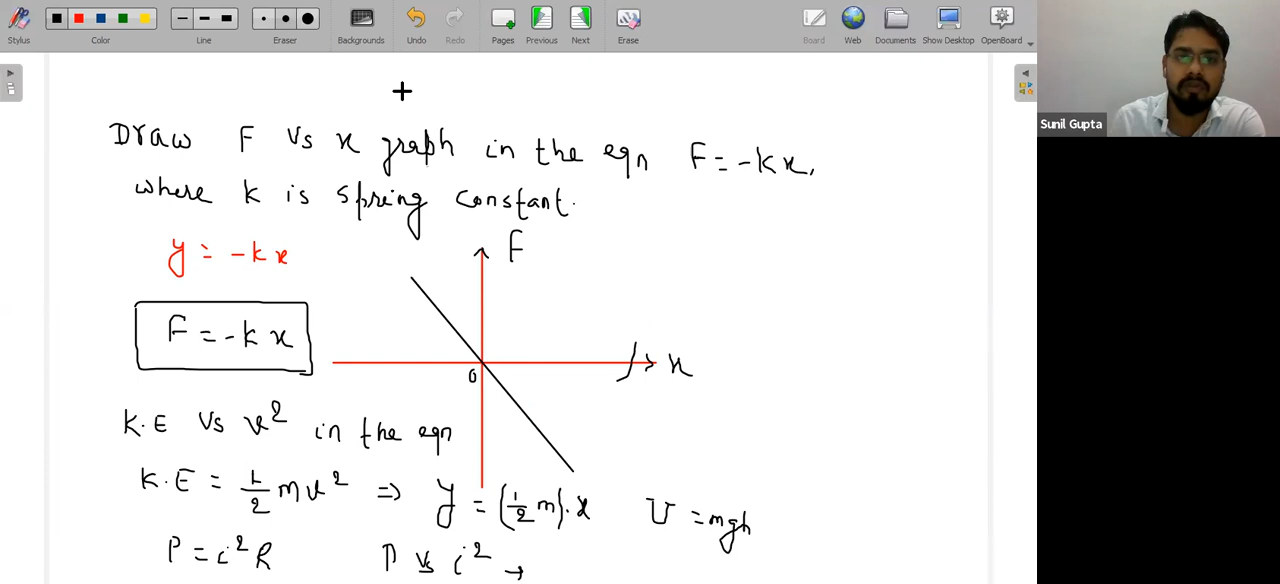 Stylus Color Line Eraser Backgrounds Undo Redo Pages Previous Next Erase Board Web Documents Show Desktop OpenBoard
Sunil Gupta
Draw F Vs x graph in the eqn F = -kx,
where k is spring constant.
y = -kx
F
F = -kx
0
x
K.E Vs v² in the eqn
K.E = 1/2 mv² => y = (1/2 m).x U = mgh
P = i²R P vs i² →